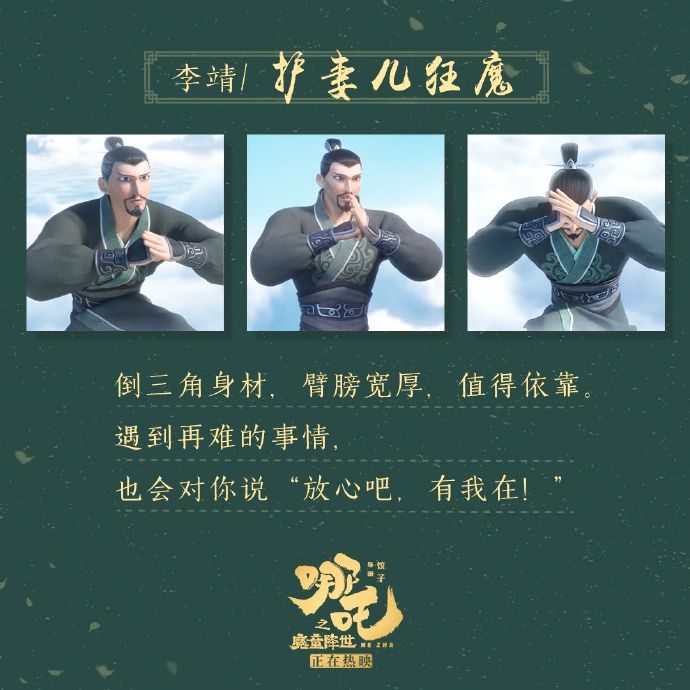 李靖/ 护妻儿狂魔
倒三角身材，臂膀宽厚，值得依靠。
遇到再难的事情，
也会对你说“放心吧，有我在！”
导演 饺子
哪吒
之
魔童降世
NE ZHA
正在热映